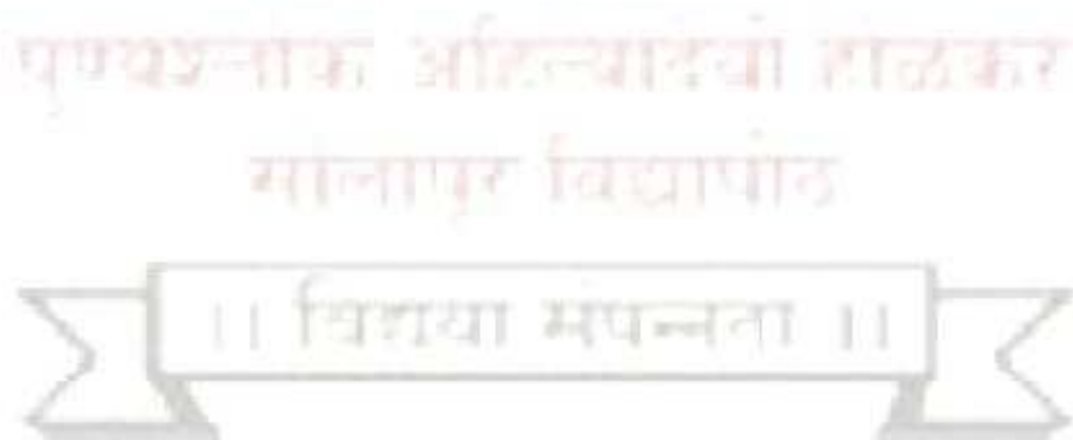 पुण्यश्लोक अहिल्यादेवी होळकर
सोलापूर विद्यापीठ
|| विद्यया संपन्नता ||